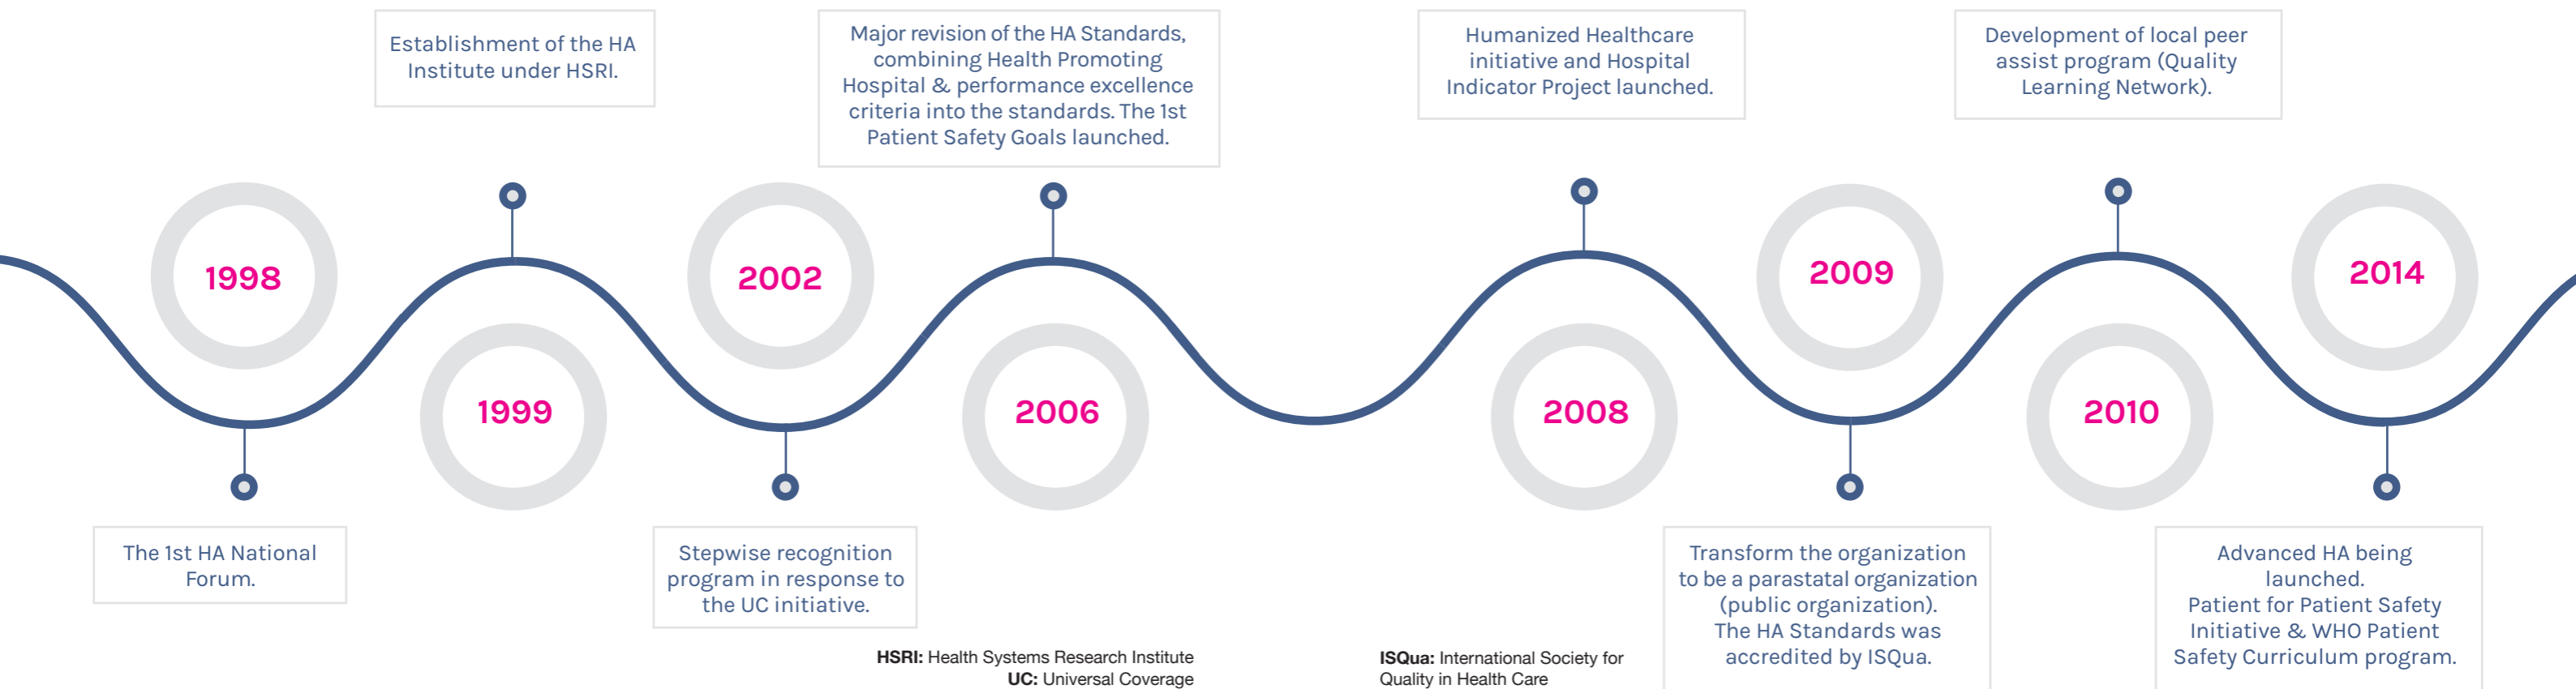 Establishment of the HA
Institute under HSRI.
Major revision of the HA Standards,
combining Health Promoting
Hospital & performance excellence
criteria into the standards. The 1st
Patient Safety Goals launched.
Humanized Healthcare
initiative and Hospital
Indicator Project launched.
Development of local peer
assist program (Quality
Learning Network).
1998
1999
2002
2006
2008
2009
2010
2014
The 1st HA National
Forum.
Stepwise recognition
program in response to
the UC initiative.
Transform the organization
to be a parastatal organization
(public organization).
The HA Standards was
accredited by ISQua.
Advanced HA being
launched.
Patient for Patient Safety
Initiative & WHO Patient
Safety Curriculum program.
HSRI: Health Systems Research Institute
UC: Universal Coverage
ISQua: International Society for
Quality in Health Care